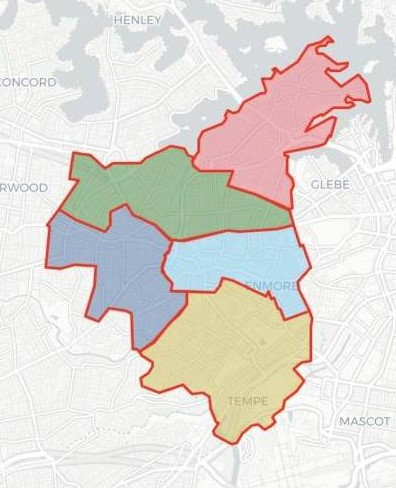 HENLEY
CONCORD
RWOOD
GLEBE
ENMORE
TEMPE
MASCOT